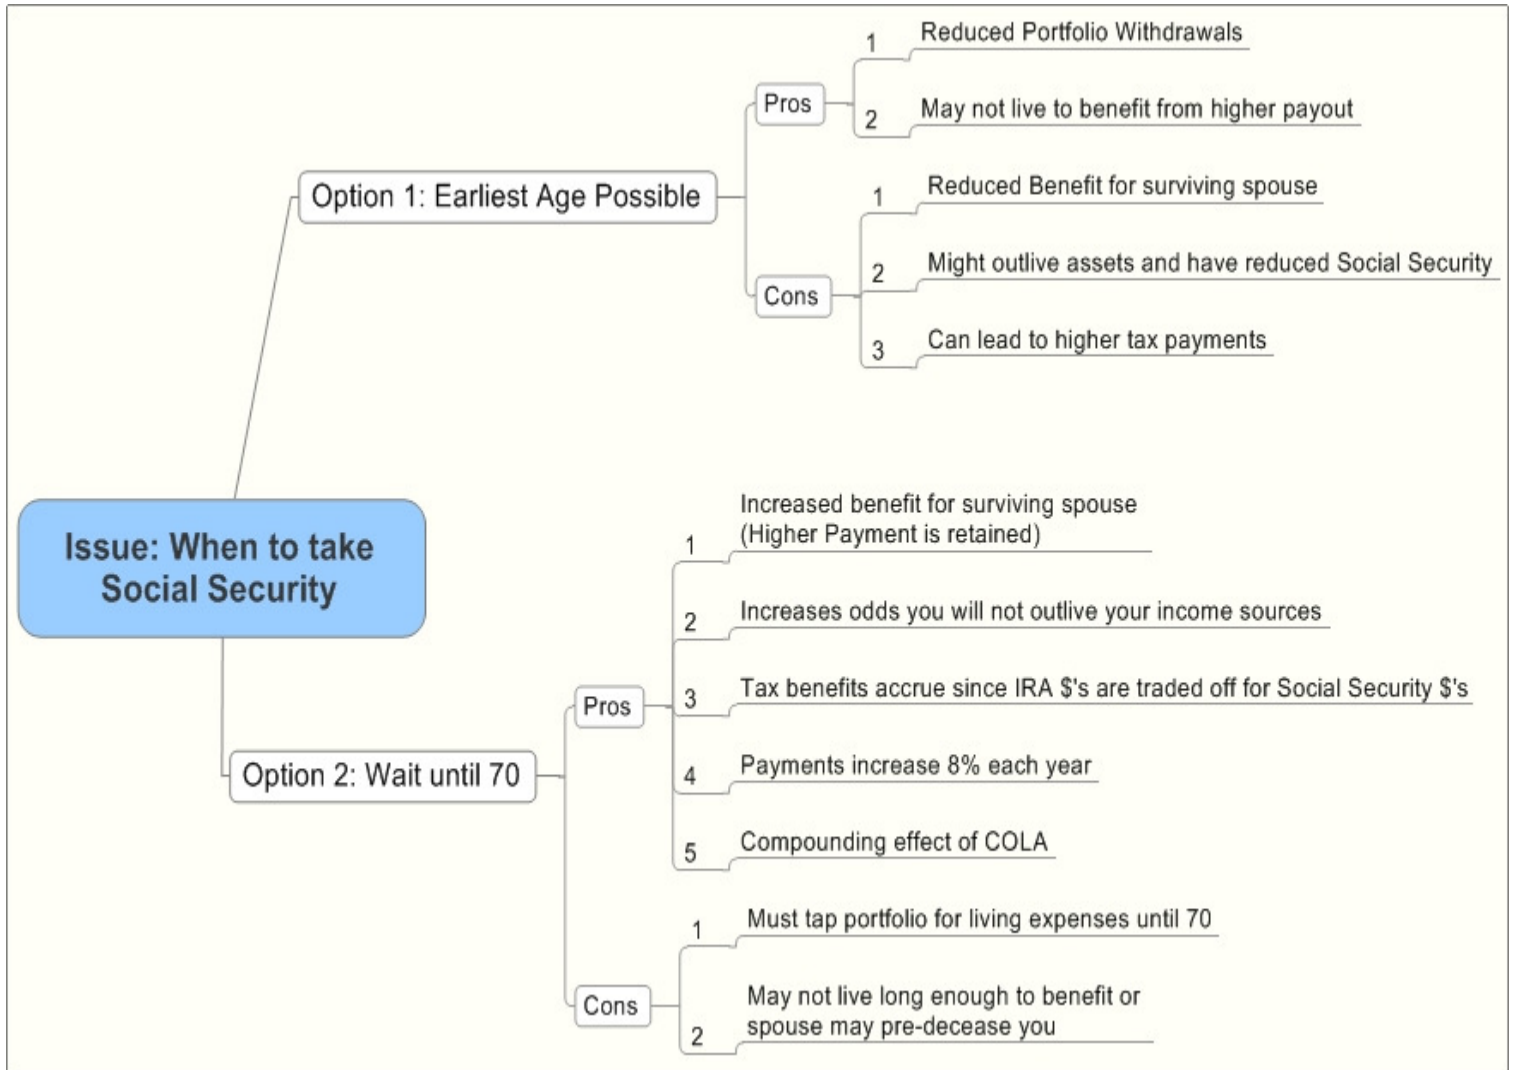 Issue: When to take
Social Security
Option 1: Earliest Age Possible
Pros
1
Reduced Portfolio Withdrawals
2
May not live to benefit from higher payout
Cons
1
Reduced Benefit for surviving spouse
2
Might outlive assets and have reduced Social Security
3
Can lead to higher tax payments
Option 2: Wait until 70
Pros
1
Increased benefit for surviving spouse
(Higher Payment is retained)
2
Increases odds you will not outlive your income sources
3
Tax benefits accrue since IRA $'s are traded off for Social Security $'s
4
Payments increase 8% each year
5
Compounding effect of COLA
Cons
1
Must tap portfolio for living expenses until 70
2
May not live long enough to benefit or
spouse may pre-decease you